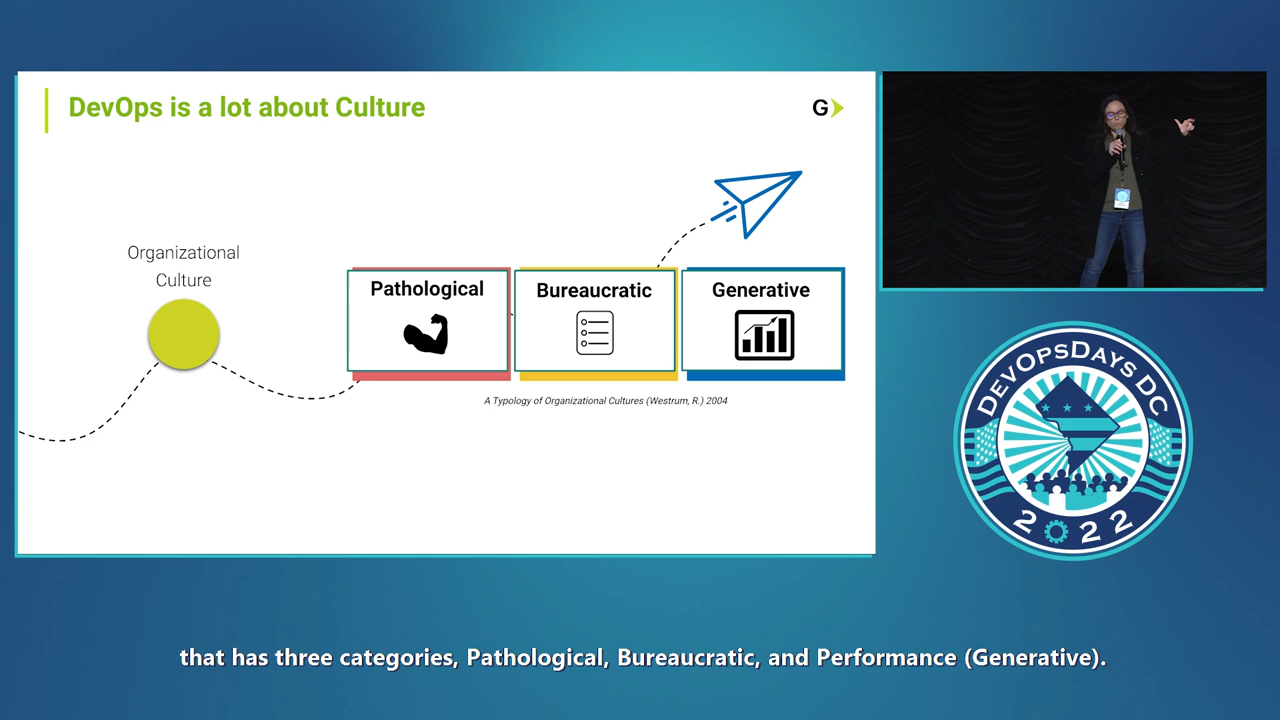 DevOps is a lot about Culture
G
Organizational
Culture
Pathological
Bureaucratic
Generative
A Typology of Organizational Cultures (Westrum, R.) 2004
DEVOPSDAYS DC
2022
that has three categories, Pathological, Bureaucratic, and Performance (Generative).